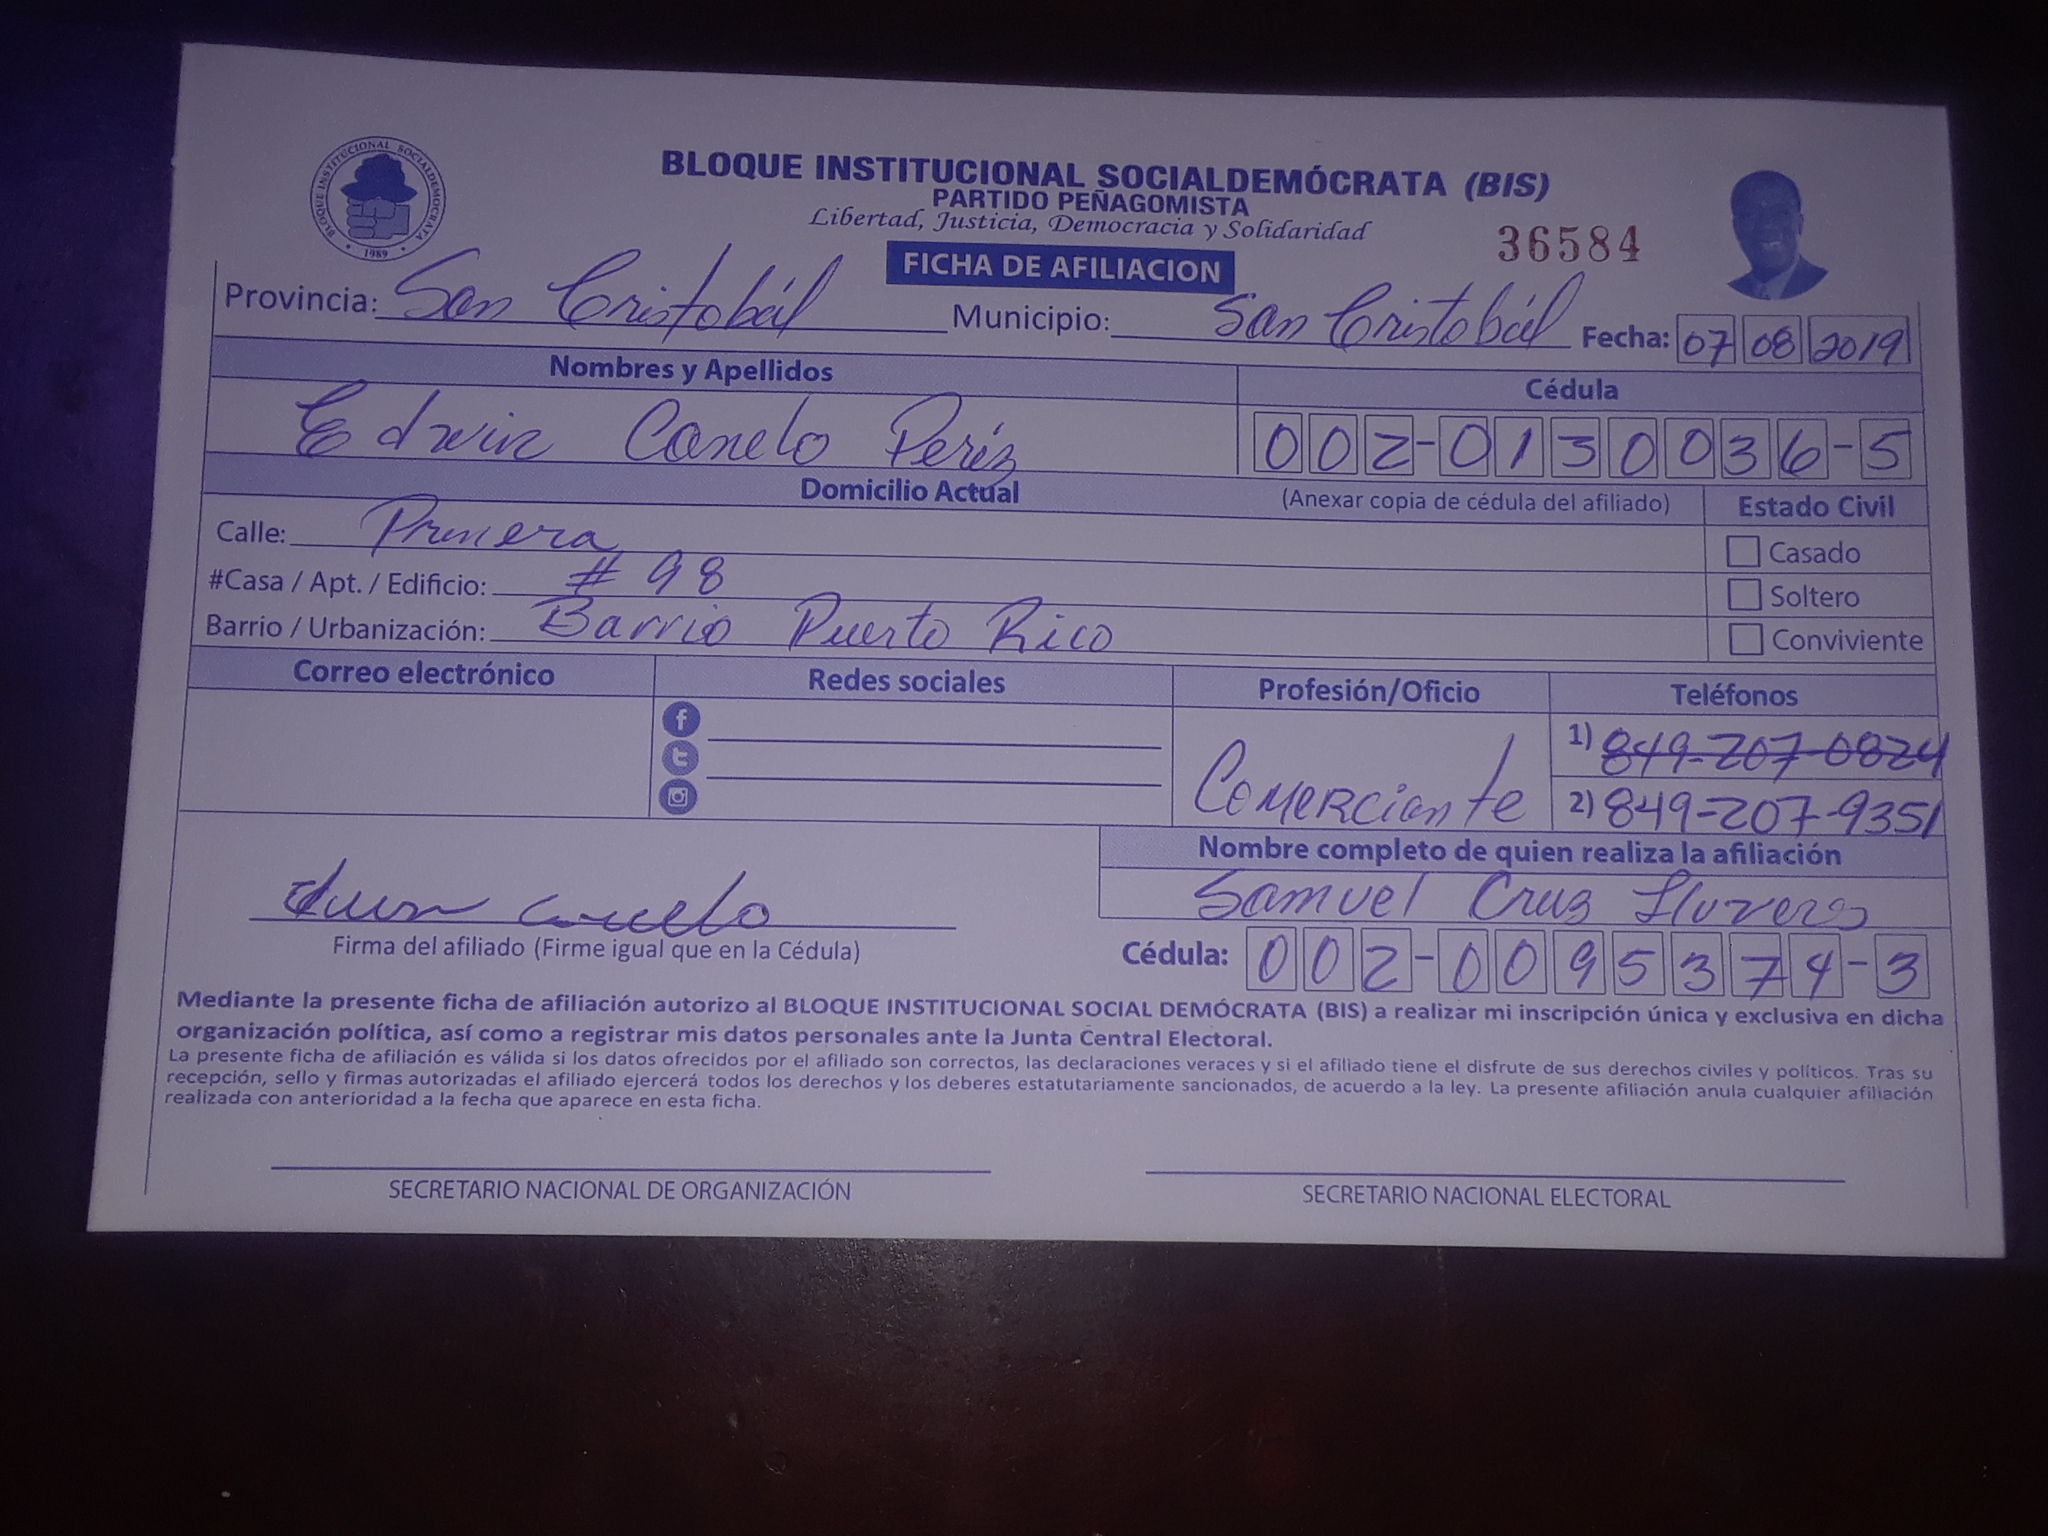 BLOQUE INSTITUCIONAL SOCIALDEMÓCRATA
1989
BLOQUE INSTITUCIONAL SOCIALDEMÓCRATA (BIS)
PARTIDO PEÑAGOMISTA
Libertad, Justicia, Democracia y Solidaridad
36584
FICHA DE AFILIACION
Provincia: San Cristobál Municipio: San Cristobál Fecha: 07 08 2019
Nombres y Apellidos Cédula
Edwin Canelo Peréz 002-0130036-5
Domicilio Actual (Anexar copia de cédula del afiliado) Estado Civil
Calle: Primera Casado
#Casa / Apt. / Edificio: # 98 Soltero
Barrio / Urbanización: Barrio Puerto Rico Conviviente
Correo electrónico Redes sociales Profesión/Oficio Teléfonos
1) 849-207-0824
Comerciante 2) 849-207-9351
Nombre completo de quien realiza la afiliación
Samuel Cruz
Canelo
Firma del afiliado (Firme igual que en la Cédula) Cédula: 002-0095374-3
Mediante la presente ficha de afiliación autorizo al BLOQUE INSTITUCIONAL SOCIAL DEMÓCRATA (BIS) a realizar mi inscripción única y exclusiva en dicha
organización política, así como a registrar mis datos personales ante la Junta Central Electoral.
La presente ficha de afiliación es válida si los datos ofrecidos por el afiliado son correctos, las declaraciones veraces y si el afiliado tiene el disfrute de sus derechos civiles y políticos. Tras su
recepción, sello y firmas autorizadas el afiliado ejercerá todos los derechos y los deberes estatutariamente sancionados, de acuerdo a la ley. La presente afiliación anula cualquier afiliación
realizada con anterioridad a la fecha que aparece en esta ficha.
SECRETARIO NACIONAL DE ORGANIZACIÓN SECRETARIO NACIONAL ELECTORAL